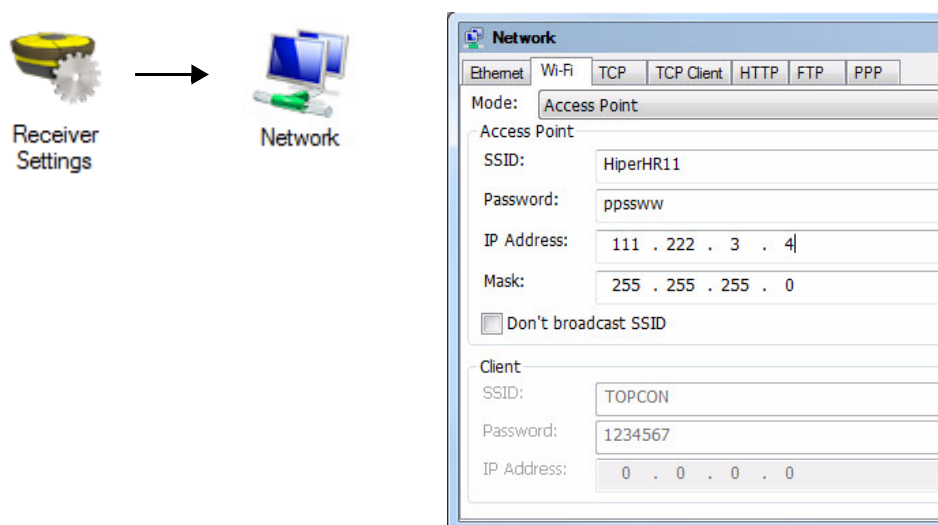 Receiver
Settings
Network
Network
Ethernet Wi-Fi TCP TCP Client HTTP FTP PPP
Mode: Access Point
Access Point
SSID: HiperHR11
Password: ppssww
IP Address: 111 . 222 . 3 . 4
Mask: 255 . 255 . 255 . 0
Don't broadcast SSID
Client
SSID: TOPCON
Password: 1234567
IP Address: 0 . 0 . 0 . 0